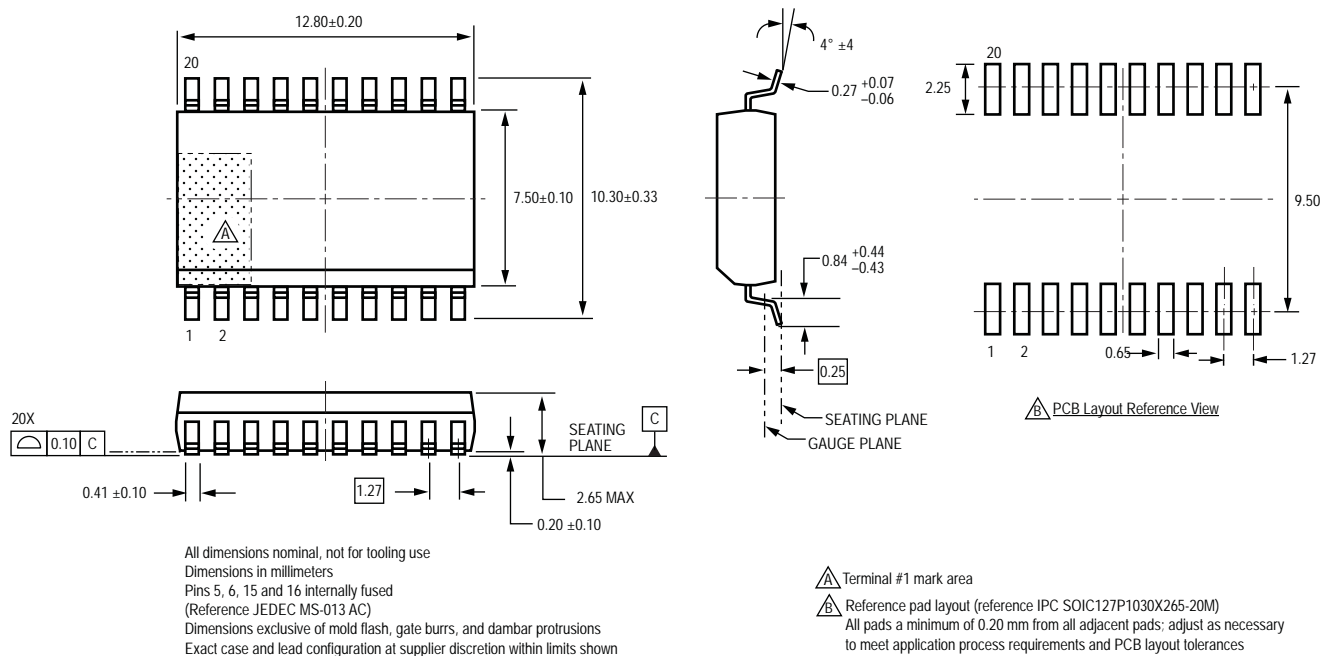 12.80±0.20
20
7.50±0.10
10.30±0.33
A
1 2
4° ±4
0.27 +0.07 –0.06
0.84 +0.44 –0.43
0.25
SEATING PLANE
GAUGE PLANE
20
2.25
9.50
1 2
0.65
1.27
B PCB Layout Reference View
20X
0.10 C
SEATING
PLANE
C
0.41 ±0.10
1.27
2.65 MAX
0.20 ±0.10
All dimensions nominal, not for tooling use
Dimensions in millimeters
Pins 5, 6, 15 and 16 internally fused
(Reference JEDEC MS-013 AC)
Dimensions exclusive of mold flash, gate burrs, and dambar protrusions
Exact case and lead configuration at supplier discretion within limits shown
A Terminal #1 mark area
B Reference pad layout (reference IPC SOIC127P1030X265-20M)
All pads a minimum of 0.20 mm from all adjacent pads; adjust as necessary
to meet application process requirements and PCB layout tolerances